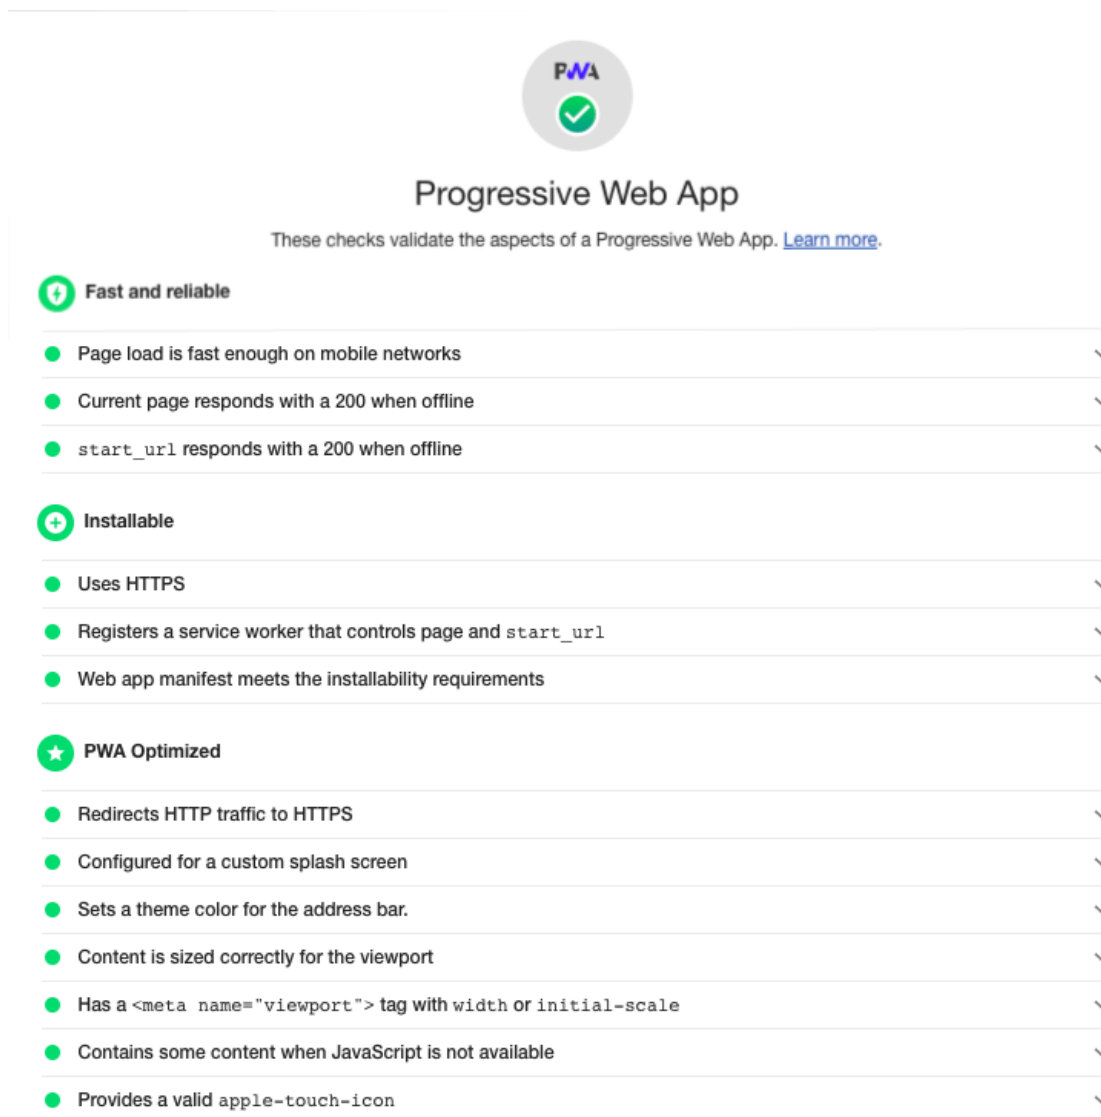 PWA
Progressive Web App
These checks validate the aspects of a Progressive Web App. Learn more.
Fast and reliable
Page load is fast enough on mobile networks
Current page responds with a 200 when offline
start_url responds with a 200 when offline
Installable
Uses HTTPS
Registers a service worker that controls page and start_url
Web app manifest meets the installability requirements
PWA Optimized
Redirects HTTP traffic to HTTPS
Configured for a custom splash screen
Sets a theme color for the address bar.
Content is sized correctly for the viewport
Has a <meta name="viewport"> tag with width or initial-scale
Contains some content when JavaScript is not available
Provides a valid apple-touch-icon